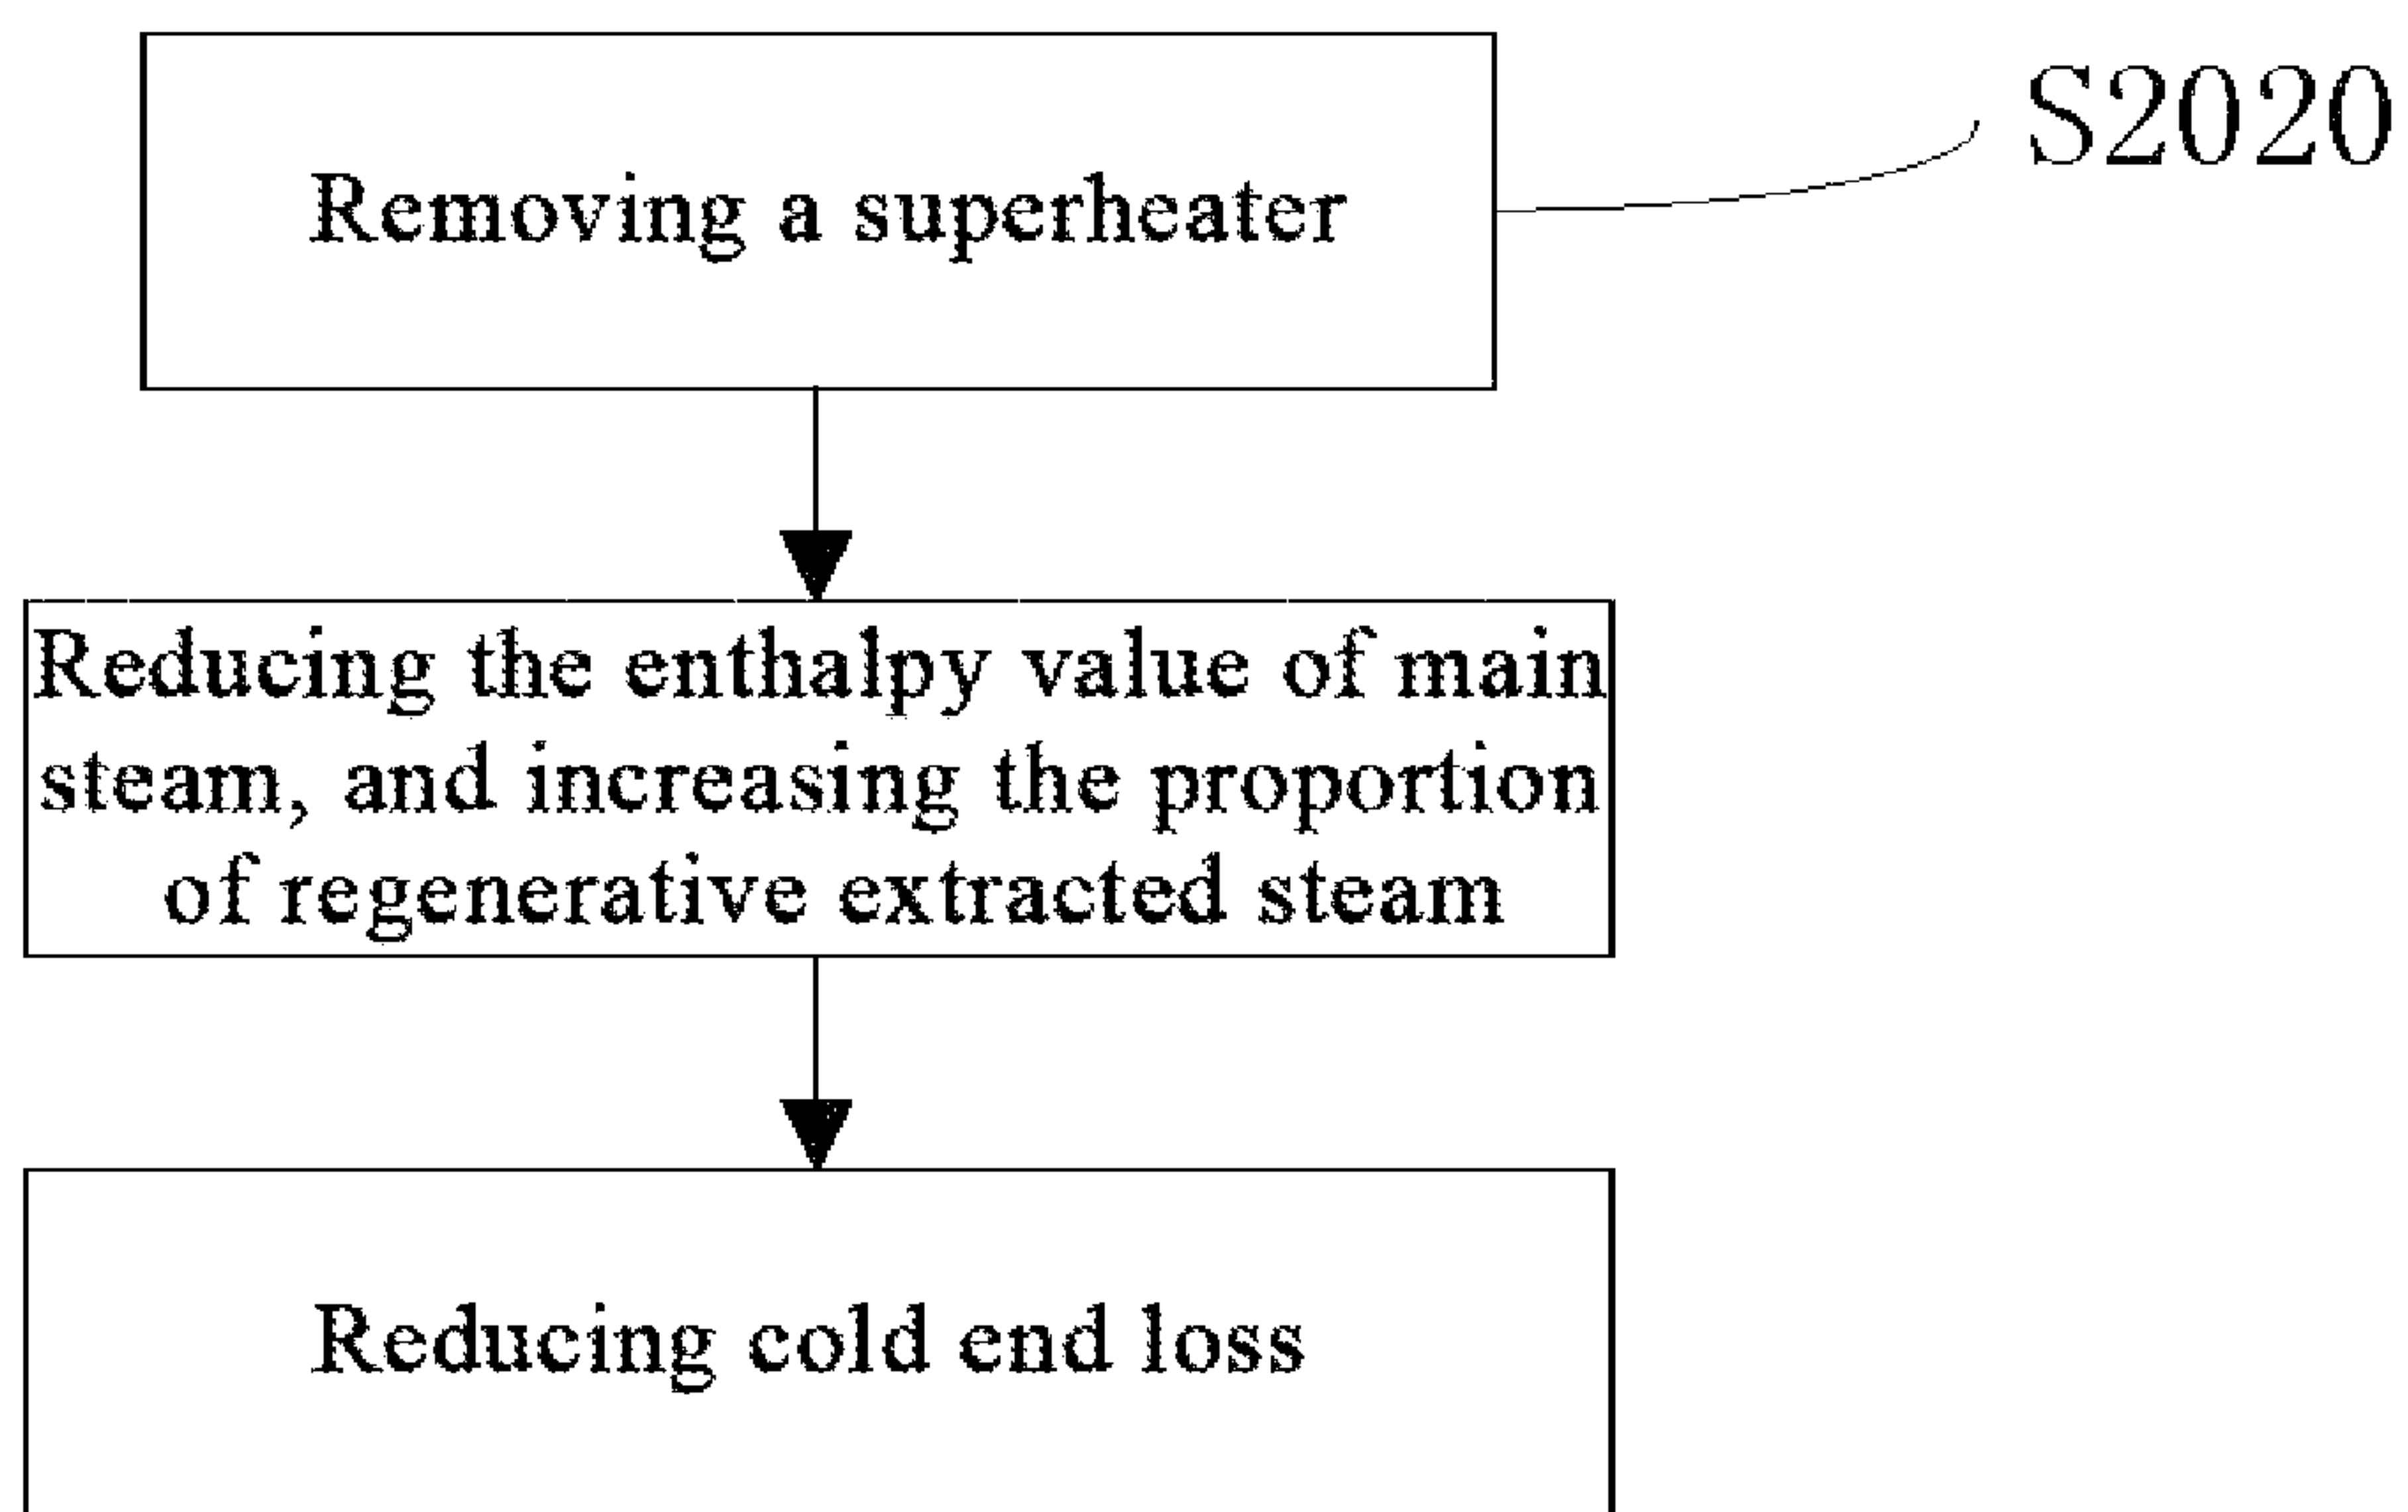 Removing a superheater
S2020
Reducing the enthalpy value of main
steam, and increasing the proportion
of regenerative extracted steam
Reducing cold end loss